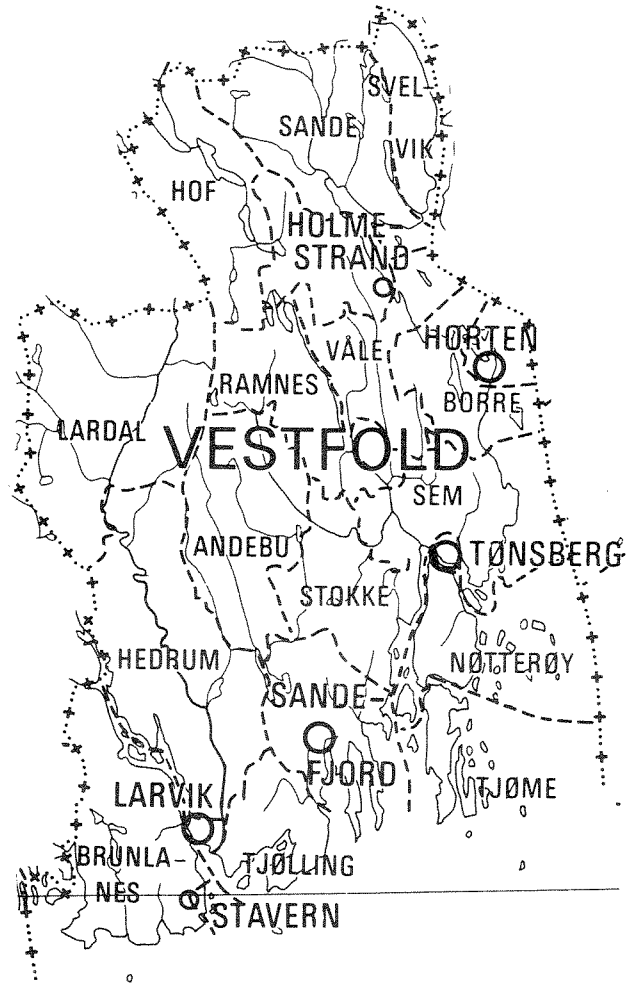 SVEL-
SANDE
VIK
HOF
HOLME
STRAND
HORTEN
VÅLE
RAMNES
BORRE
LARDAL
VESTFOLD
SEM
ANDEBU
TØNSBERG
STOKKE
HEDRUM
NØTTERØY
SANDE-
FJORD
TJØME
LARVIK
BRUNLA-
NES
TJØLLING
STAVERN